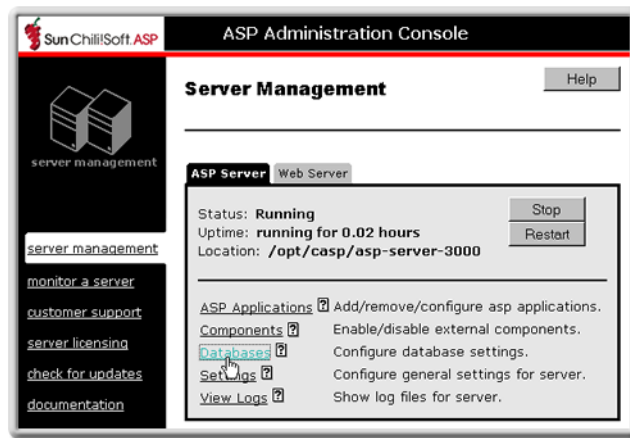 Sun Chili!Soft ASP
ASP Administration Console
Server Management
Help
server management
ASP Server Web Server
Status: Running
Stop
Uptime: running for 0.02 hours
Restart
Location: /opt/casp/asp-server-3000
server management
monitor a server
customer support
server licensing
check for updates
documentation
ASP Applications ? Add/remove/configure asp applications.
Components ? Enable/disable external components.
Databases ? Configure database settings.
Settings ? Configure general settings for server.
View Logs ? Show log files for server.